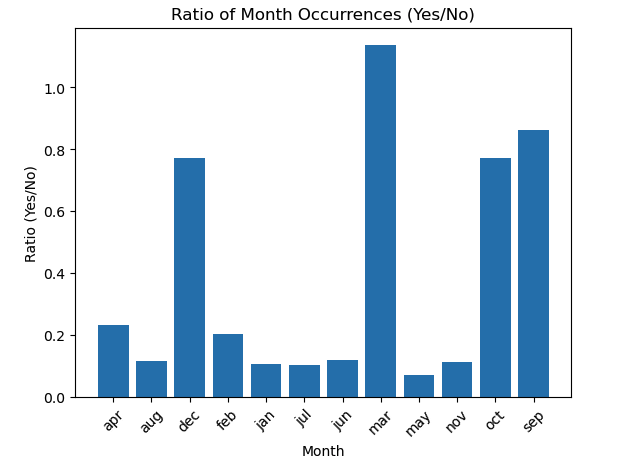 Ratio of Month Occurrences (Yes/No)
Ratio (Yes/No)
1.0
0.8
0.6
0.4
0.2
0.0
apr aug dec feb jan jul jun mar may nov oct sep
Month